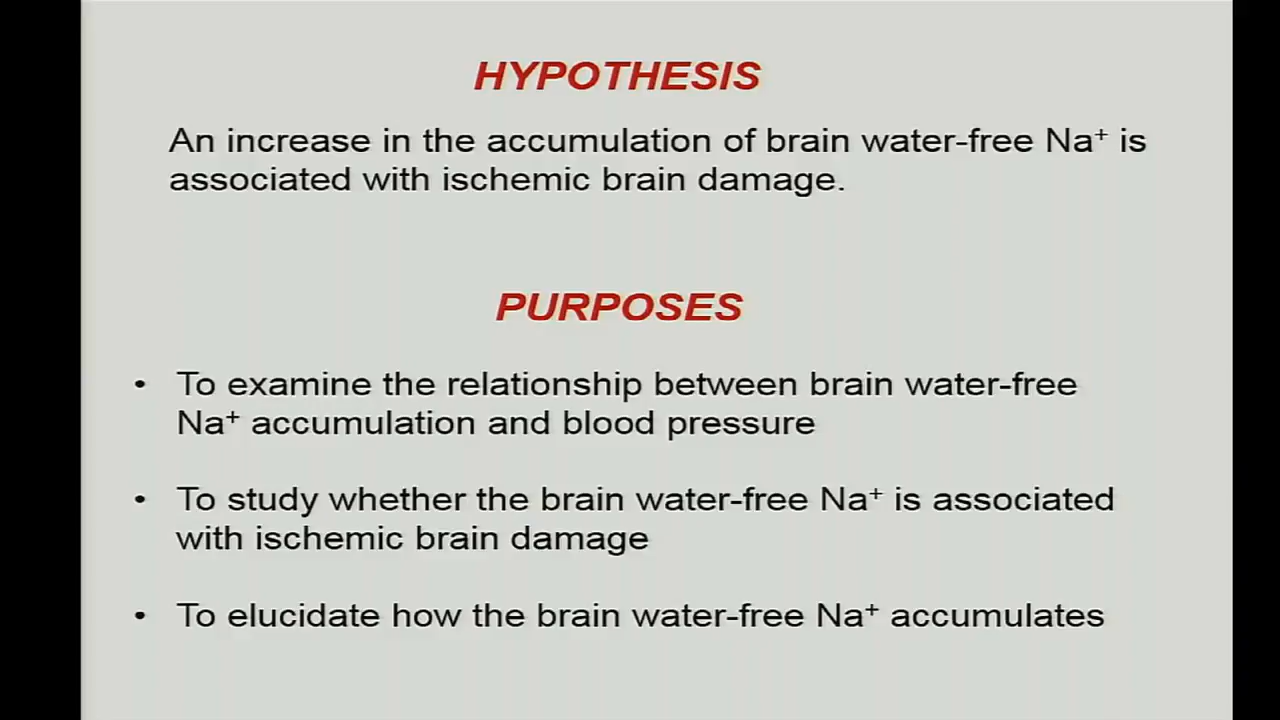 HYPOTHESIS
An increase in the accumulation of brain water-free Na⁺ is
associated with ischemic brain damage.
PURPOSES
• To examine the relationship between brain water-free
Na⁺ accumulation and blood pressure
• To study whether the brain water-free Na⁺ is associated
with ischemic brain damage
• To elucidate how the brain water-free Na⁺ accumulates